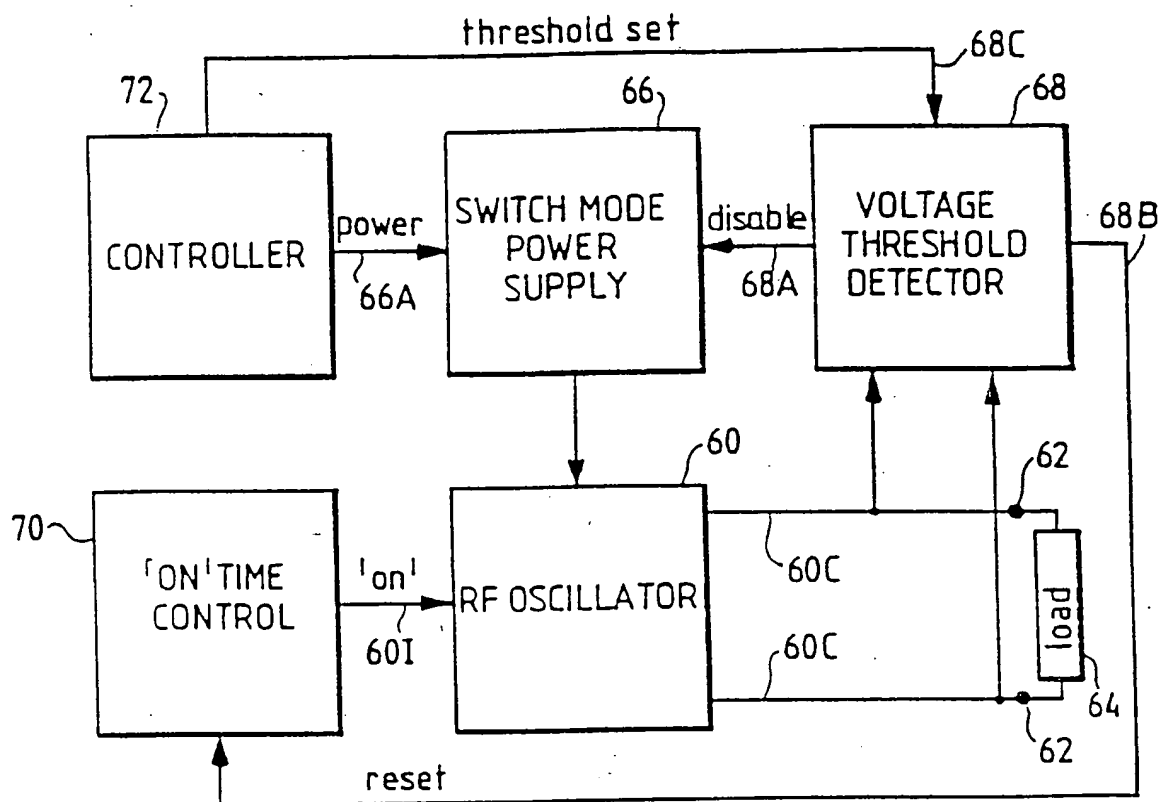 threshold set
68C
72
66
68
CONTROLLER
power
66A
SWITCH MODE
POWER
SUPPLY
disable
68A
VOLTAGE
THRESHOLD
DETECTOR
68B
60
62
70
'ON' TIME
CONTROL
'on'
60I
RF OSCILLATOR
60C
60C
load
64
62
reset